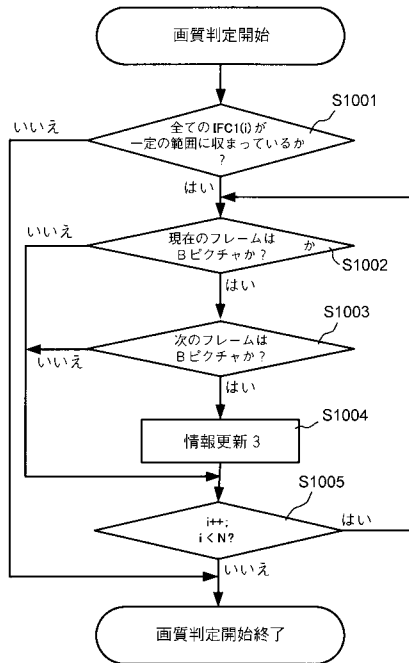 画質判定開始
S1001
いいえ
全てのIFC1(i)が
一定の範囲に収まっているか
?
はい
いいえ
現在のフレームは
Bピクチャか?
か
S1002
はい
S1003
次のフレームは
Bピクチャか?
いいえ
はい
S1004
情報更新 3
S1005
i++;
i < N?
はい
いいえ
画質判定開始終了